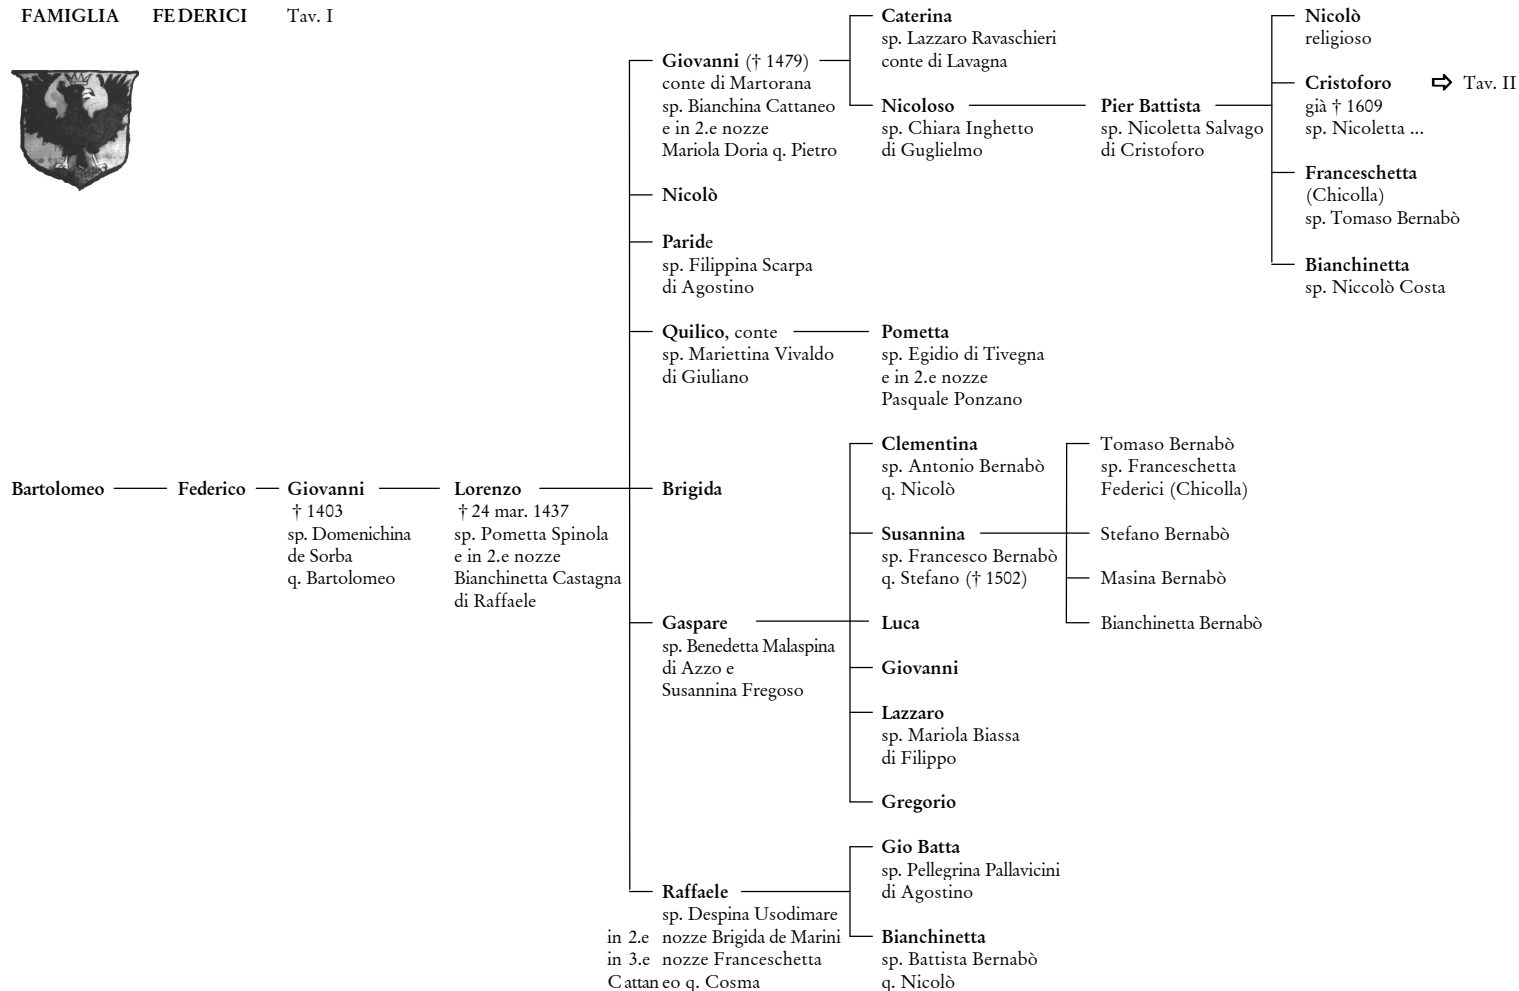 FAMIGLIA FEDERICI Tav. I
Bartolomeo
Federico
Giovanni
† 1403
sp. Domenichina
de Sorba
q. Bartolomeo
Lorenzo
† 24 mar. 1437
sp. Pometta Spinola
e in 2.e nozze
Bianchinetta Castagna
di Raffaele
Giovanni († 1479)
conte di Martorana
sp. Bianchina Cattaneo
e in 2.e nozze
Mariola Doria q. Pietro
Nicolò
Paride
sp. Filippina Scarpa
di Agostino
Quilico, conte
sp. Mariettina Vivaldo
di Giuliano
Brigida
Gaspare
sp. Benedetta Malaspina
di Azzo e
Susannina Fregoso
Raffaele
sp. Despina Usodimare
in 2.e nozze Brigida de Marini
in 3.e nozze Franceschetta
Cattaneo q. Cosma
Caterina
sp. Lazzaro Ravaschieri
conte di Lavagna
Nicoloso
sp. Chiara Inghetto
di Guglielmo
Pometta
sp. Egidio di Tivegna
e in 2.e nozze
Pasquale Ponzano
Clementina
sp. Antonio Bernabò
q. Nicolò
Susannina
sp. Francesco Bernabò
q. Stefano († 1502)
Luca
Giovanni
Lazzaro
sp. Mariola Biassa
di Filippo
Gregorio
Gio Batta
sp. Pellegrina Pallavicini
di Agostino
Bianchinetta
sp. Battista Bernabò
q. Nicolò
Pier Battista
sp. Nicoletta Salvago
di Cristoforo
Tomaso Bernabò
sp. Franceschetta
Federici (Chicolla)
Stefano Bernabò
Masina Bernabò
Bianchinetta Bernabò
Nicolò
religioso
Cristoforo ⇨ Tav. II
già † 1609
sp. Nicoletta ...
Franceschetta
(Chicolla)
sp. Tomaso Bernabò
Bianchinetta
sp. Niccolò Costa